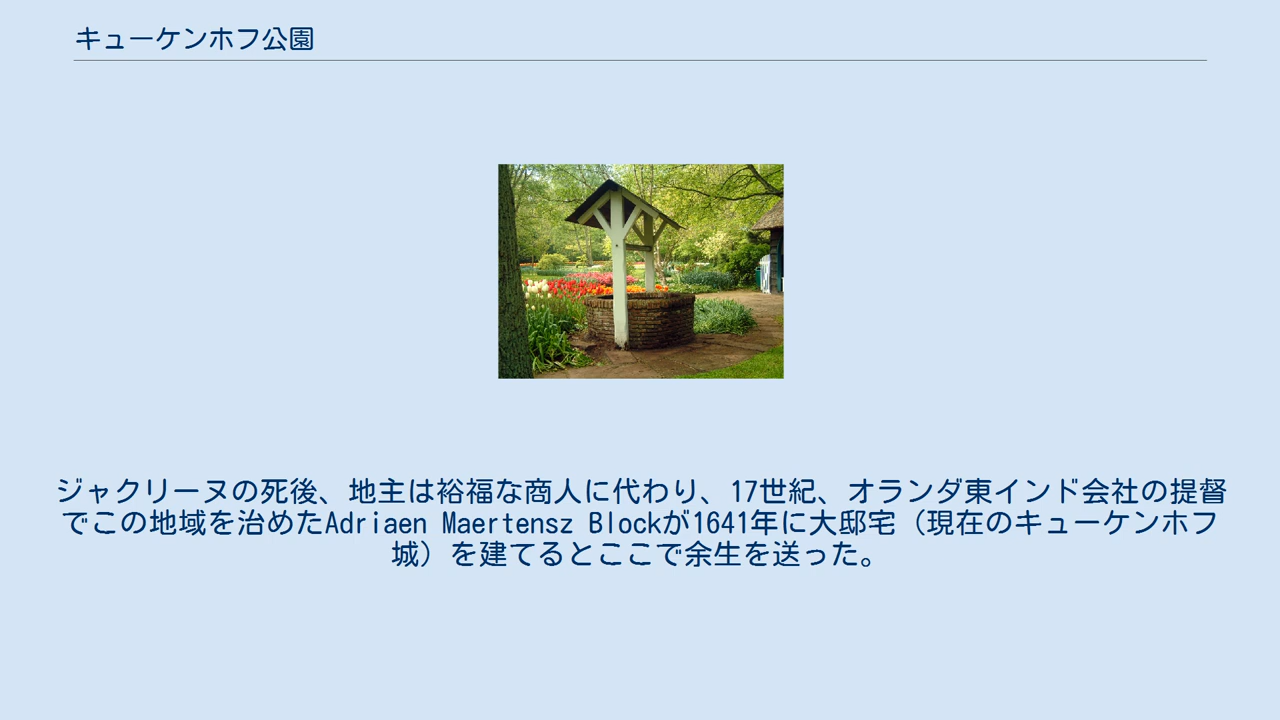 キューケンホフ公園
ジャクリーヌの死後、地主は裕福な商人に代わり、17世紀、オランダ東インド会社の提督
でこの地域を治めたAdriaen Maertensz Blockが1641年に大邸宅（現在のキューケンホフ
城）を建てるとここで余生を送った。